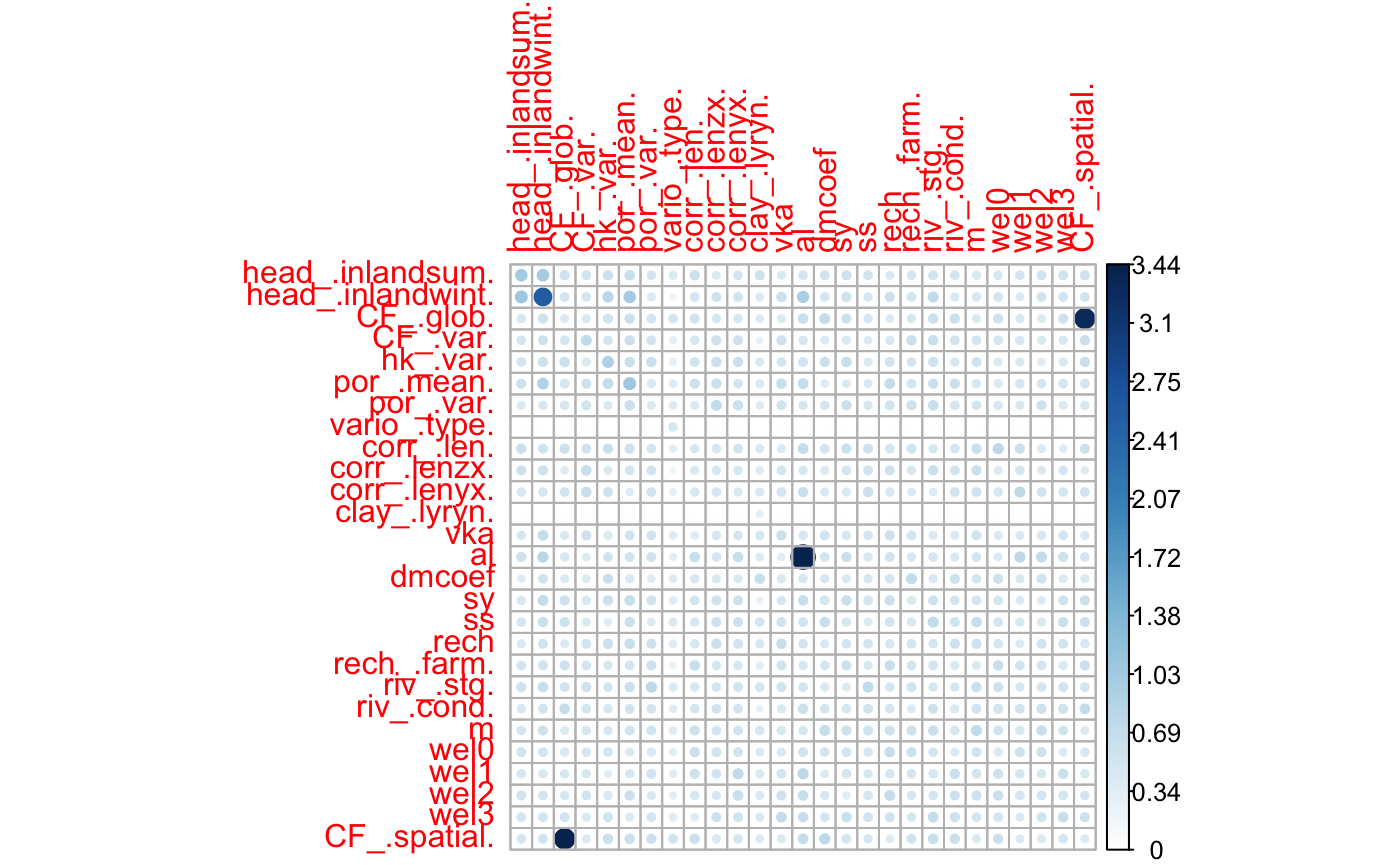 head_.inlandsum.
head_.inlandwint.
CF_.glob.
CF_.var.
hk_.var.
por_.mean.
por_.var.
vario_.type.
corr_.len.
corr_.lenzx.
corr_.lenyx.
clay_.lyryn.
vka
al
dmcoef
sy
ss
rech
rech_.farm.
riv_.stg.
riv_.cond.
m
wel0
wel1
wel2
wel3
CF_.spatial.
head_.inlandsum.
head_.inlandwint.
CF_.glob.
CF_.var.
hk_.var.
por_.mean.
por_.var.
vario_.type.
corr_.len.
corr_.lenzx.
corr_.lenyx.
clay_.lyryn.
vka
al
dmcoef
sy
ss
rech
rech_.farm.
riv_.stg.
riv_.cond.
m
wel0
wel1
wel2
wel3
CF_.spatial.
3.44
3.1
2.75
2.41
2.07
1.72
1.38
1.03
0.69
0.34
0